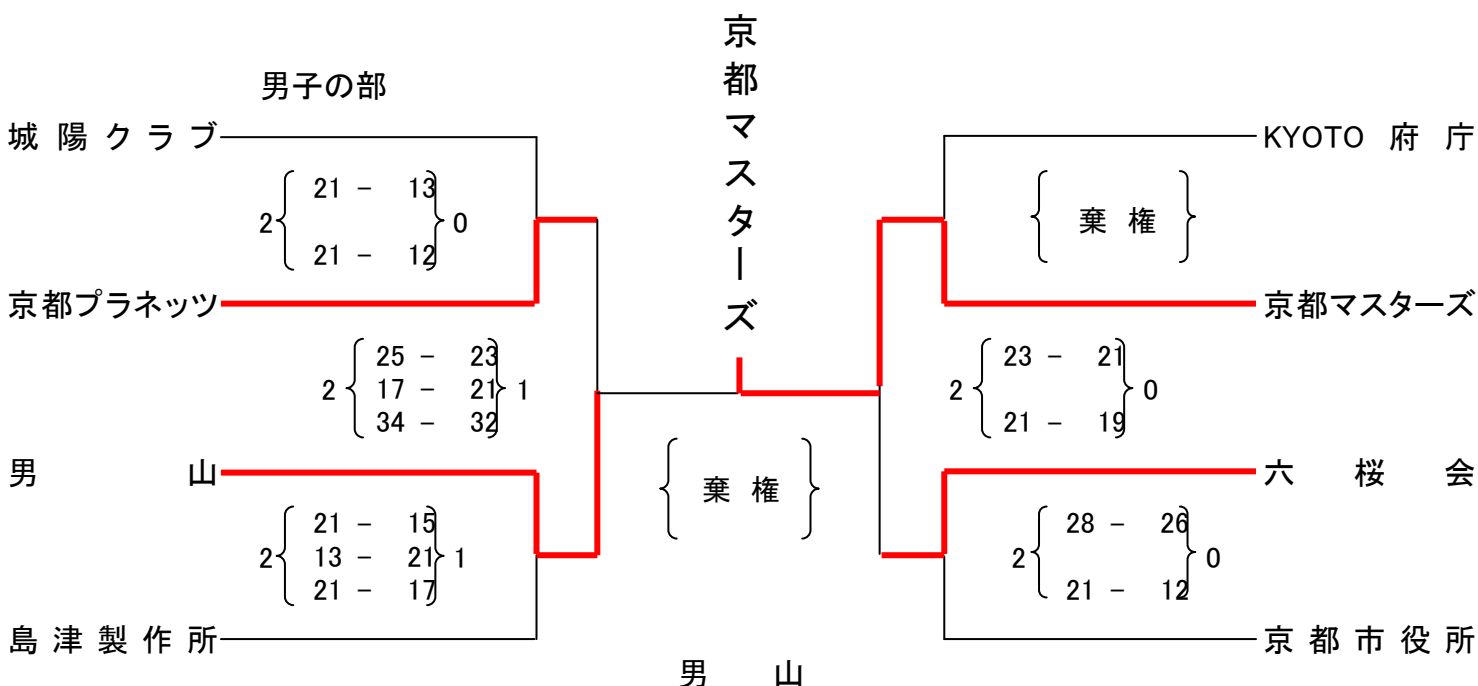 京都マスターズ
男子の部
城陽クラブ
KYOTO 府庁
2 21 - 13 0
21 - 12
棄権
京都プラネッツ
京都マスターズ
2 25 - 23 1
17 - 21
34 - 32
2 23 - 21 0
21 - 19
男山
六桜会
棄権
2 21 - 15 1
13 - 21
21 - 17
2 28 - 26 0
21 - 12
島津製作所
京都市役所
男山